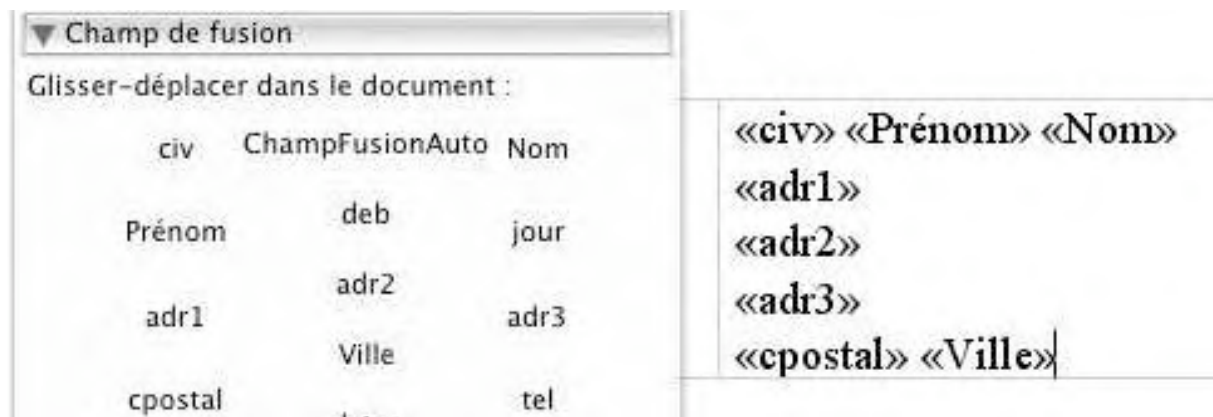 Champ de fusion
Glisser-déplacer dans le document :
civ ChampFusionAuto Nom
Prénom deb jour
adr1 adr2 adr3
Ville
cpostal tel
«civ» «Prénom» «Nom»
«adr1»
«adr2»
«adr3»
«cpostal» «Ville»